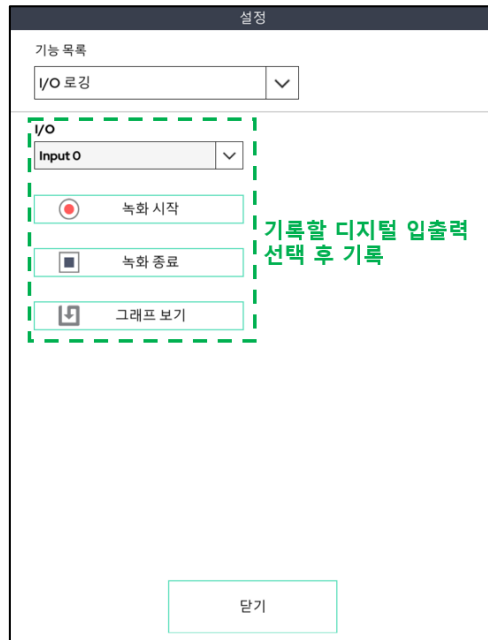 설정
기능 목록
I/O 로깅
I/O
Input 0
녹화 시작
녹화 종료
그래프 보기
기록할 디지털 입출력
선택 후 기록
닫기